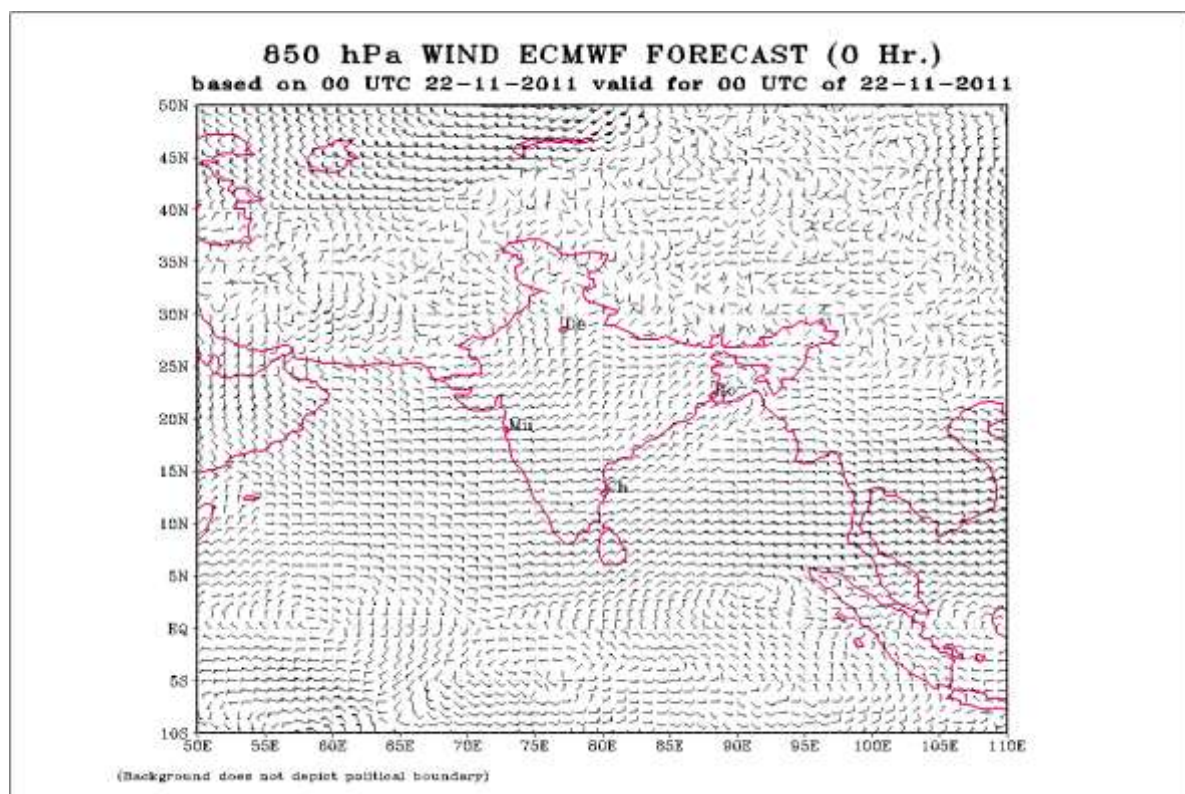 850 hPa WIND ECMWF FORECAST (0 Hr.)
based on 00 UTC 22-11-2011 valid for 00 UTC of 22-11-2011
50N
45N
40N
35N
30N
De
25N
Ko
20N
Mu
15N
Ch
10N
5N
EQ
5S
10S
50E 55E 60E 65E 70E 75E 80E 85E 90E 95E 100E 105E 110E
(Background does not depict political boundary)